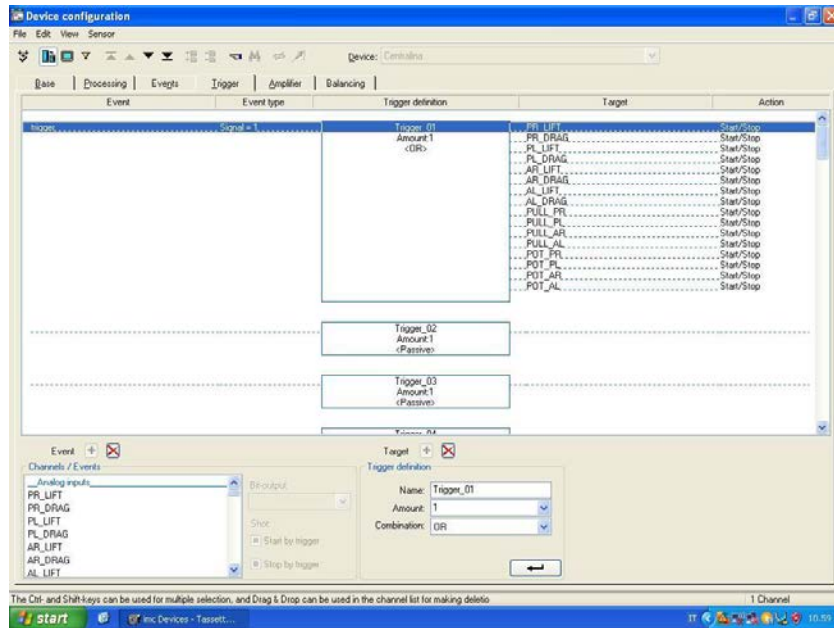 Device configuration
File Edit View Sensor
Device: Centralina
Base Processing Events Trigger Amplifier Balancing
Event Event type Trigger definition Target Action
trigger Signal = 1 Trigger_01 PR_LIFT Start/Stop
Amount:1 PR_DRAG Start/Stop
<OR> PL_LIFT Start/Stop
PL_DRAG Start/Stop
AR_LIFT Start/Stop
AR_DRAG Start/Stop
AL_LIFT Start/Stop
AL_DRAG Start/Stop
PULL_PR Start/Stop
PULL_PL Start/Stop
PULL_AR Start/Stop
PULL_AL Start/Stop
POT_PR Start/Stop
POT_PL Start/Stop
POT_AR Start/Stop
POT_AL Start/Stop
Trigger_02
Amount:1
<Passive>
Trigger_03
Amount:1
<Passive>
Trigger_04
Event Target
Channels / Events
__Analog inputs
PR_LIFT
PR_DRAG
PL_LIFT
PL_DRAG
AR_LIFT
AR_DRAG
AL_LIFT
Bit-output
Shot
Start by trigger
Stop by trigger
Trigger definition
Name: Trigger_01
Amount: 1
Combination: OR
The Ctrl- and Shift-keys can be used for multiple selection, and Drag & Drop can be used in the channel list for making deletio 1 Channel
start imc Devices - Tassett... IT 10.59